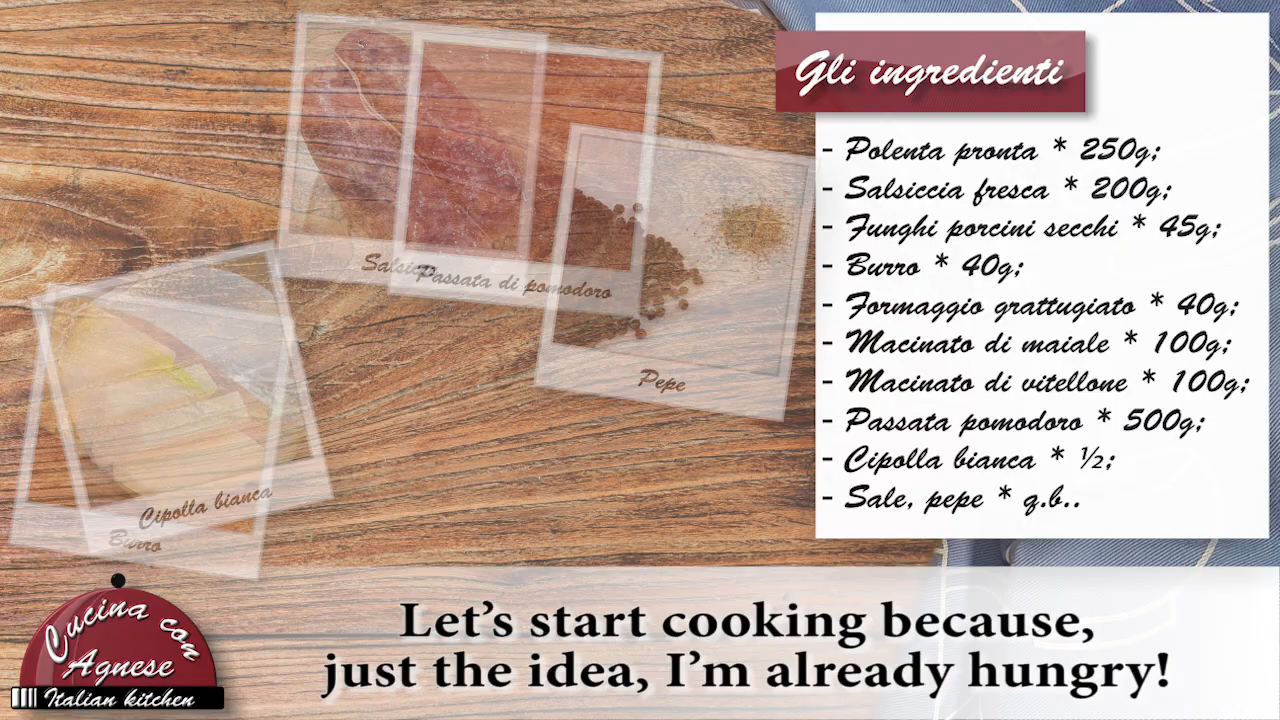 Gli ingredienti
- Polenta pronta * 250g;
- Salsiccia fresca * 200g;
- Funghi porcini secchi * 45g;
- Burro * 40g;
- Formaggio grattugiato * 40g;
- Macinato di maiale * 100g;
- Macinato di vitellone * 100g;
- Passata pomodoro * 500g;
- Cipolla bianca * ½;
- Sale, pepe * q.b..
Passata di pomodoro
Pepe
Cipolla bianca
Burro
Let’s start cooking because,
just the idea, I’m already hungry!
Cucina con
Agnese
Italian kitchen